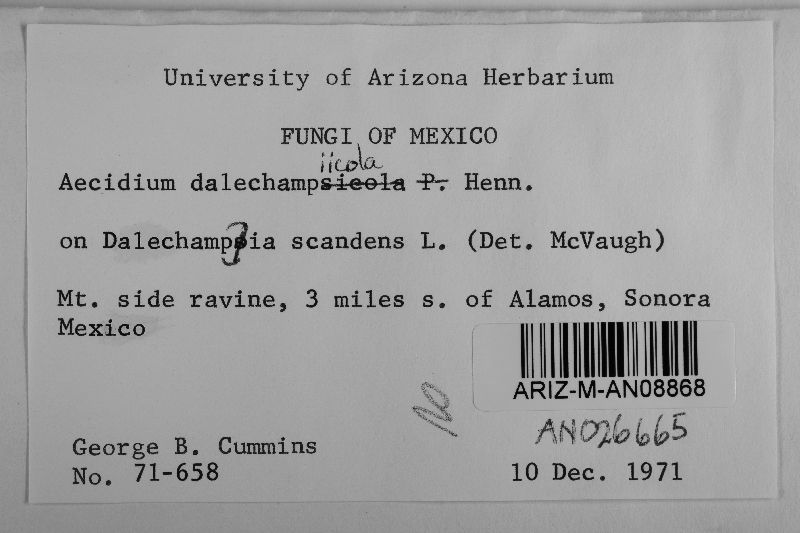 University of Arizona Herbarium
FUNGI OF MEXICO
iicola
Aecidium dalechampsicola P. Henn.
on Dalechampsia scandens L. (Det. McVaugh)
Mt. side ravine, 3 miles s. of Alamos, Sonora
Mexico
ARIZ-M-AN08868
No
AN026665
George B. Cummins
No. 71-658
10 Dec. 1971